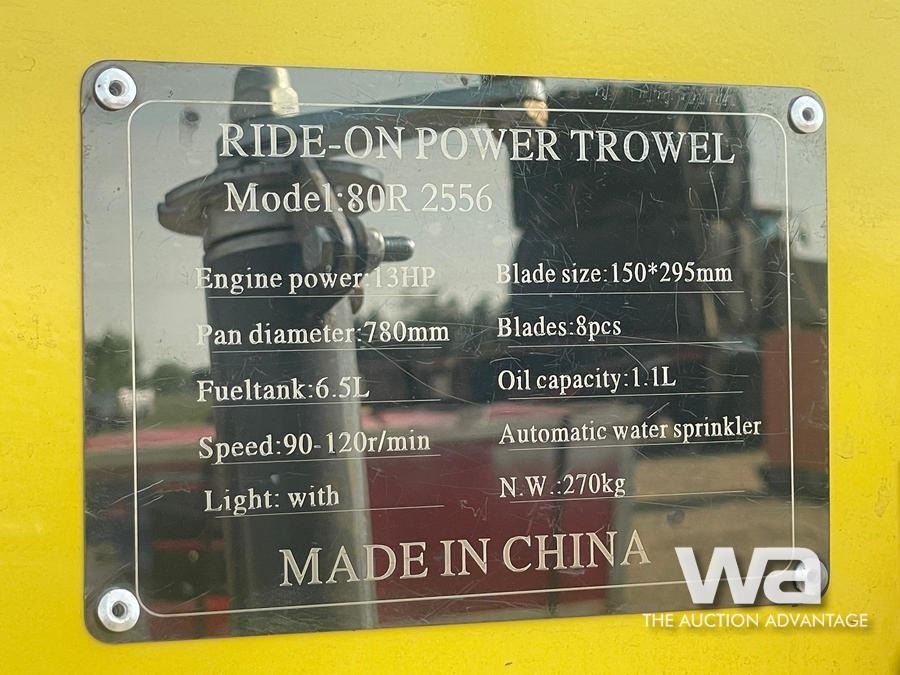 RIDE-ON POWER TROWEL
Model:80R 2556
Engine power:13HP
Blade size:150*295mm
Pan diameter:780mm
Blades:8pcs
Fueltank:6.5L
Oil capacity:1.1L
Speed:90-120r/min
Automatic water sprinkler
Light: with
N.W.:270kg
MADE IN CHINA
wa
THE AUCTION ADVANTAGE